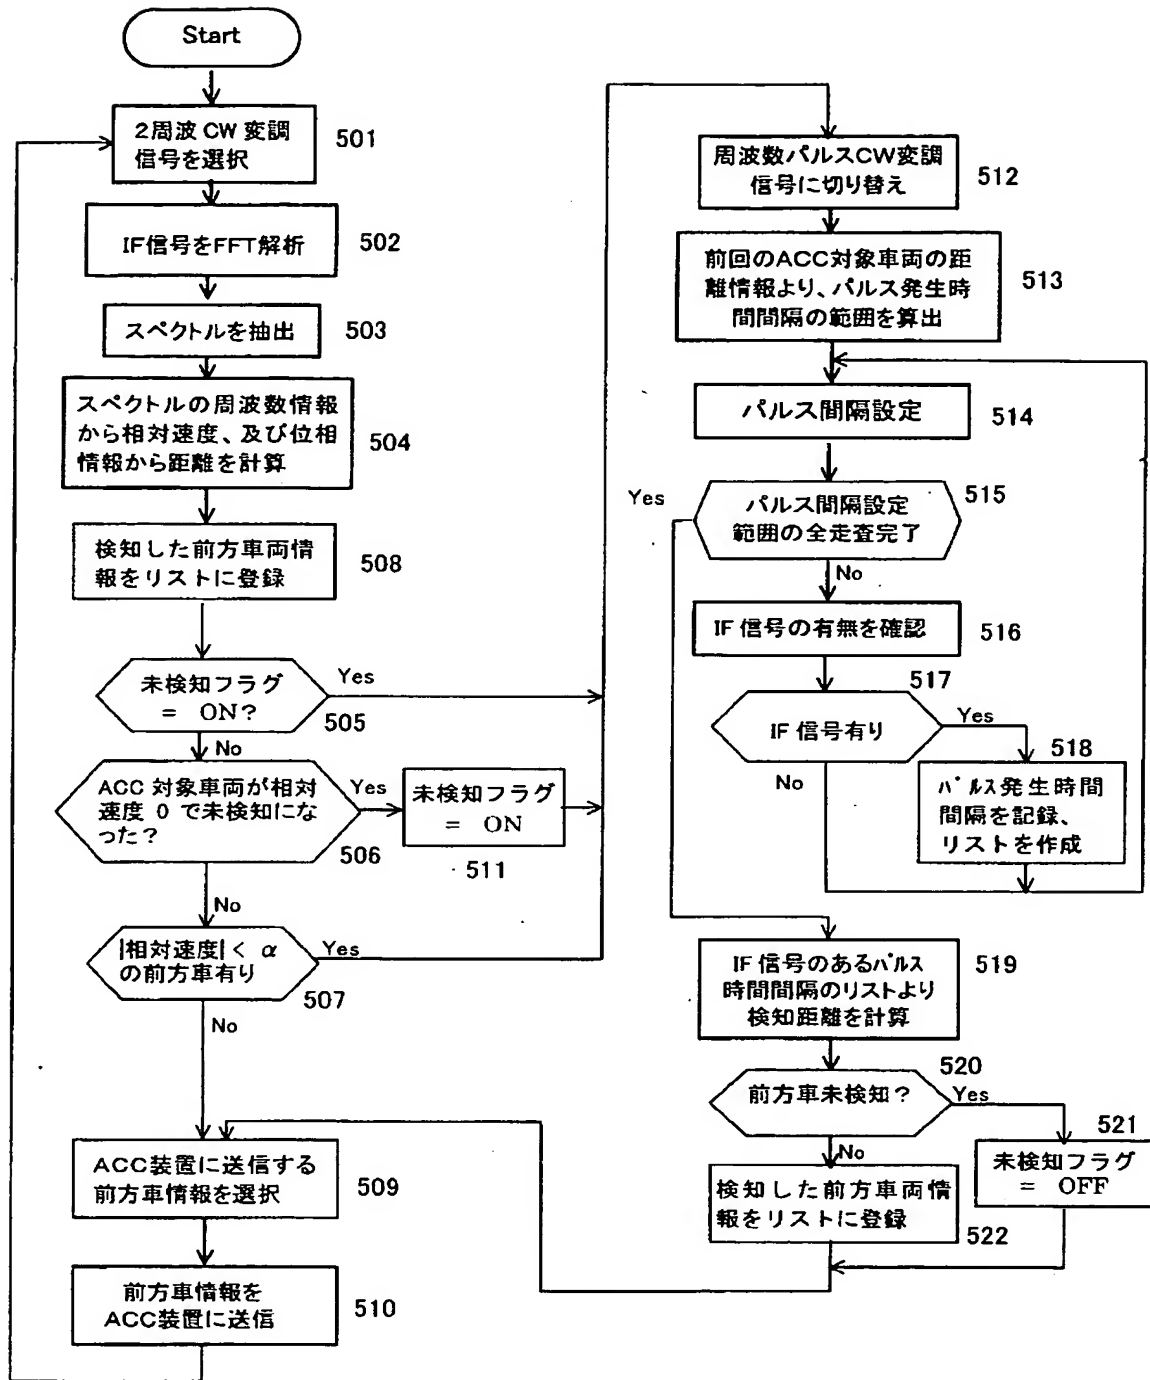 Start
2周波 CW 変調
信号を選択
501
IF信号をFFT解析
502
スペクトルを抽出
503
スペクトルの周波数情報
から相対速度、及び位相
情報から距離を計算
504
検知した前方車両情
報をリストに登録
508
未検知フラグ
= ON?
Yes
505
No
ACC 対象車両が相対
速度 0 で未検知にな
った?
Yes
506
未検知フラグ
= ON
511
No
|相対速度| < α
の前方車有り
Yes
507
No
ACC装置に送信する
前方車情報を選択
509
前方車情報を
ACC装置に送信
510
周波数パルスCW変調
信号に切り替え
512
前回のACC対象車両の距
離情報より、パルス発生時
間間隔の範囲を算出
513
パルス間隔設定
514
Yes
パルス間隔設定
範囲の全走査完了
515
No
IF 信号の有無を確認
516
517
IF 信号有り
Yes
No
518
パルス発生時間
間隔を記録、
リストを作成
IF 信号のあるパルス
時間間隔のリストより
検知距離を計算
519
520
前方車未検知?
Yes
No
521
未検知フラグ
= OFF
検知した前方車両情
報をリストに登録
522